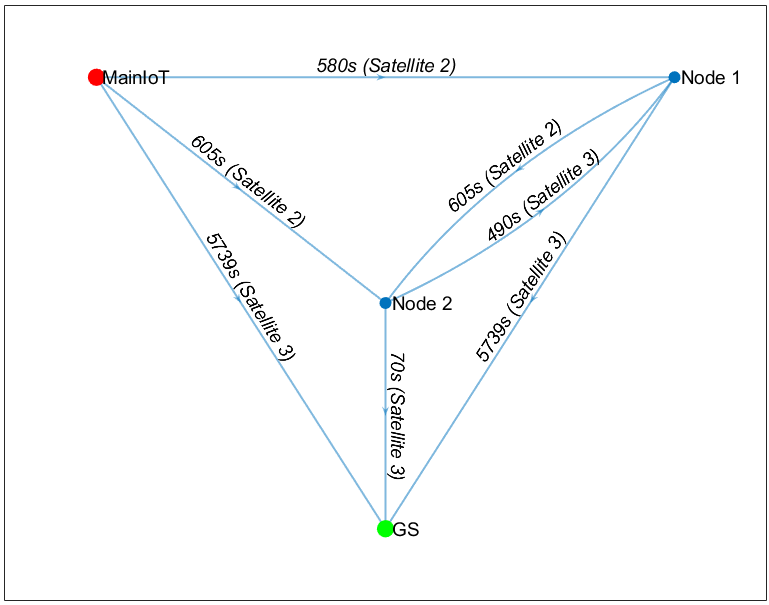 580s (Satellite 2)
MainIoT
Node 1
605s (Satellite 2)
605s (Satellite 2)
490s (Satellite 3)
5739s (Satellite 3)
5739s (Satellite 3)
Node 2
70s (Satellite 3)
GS